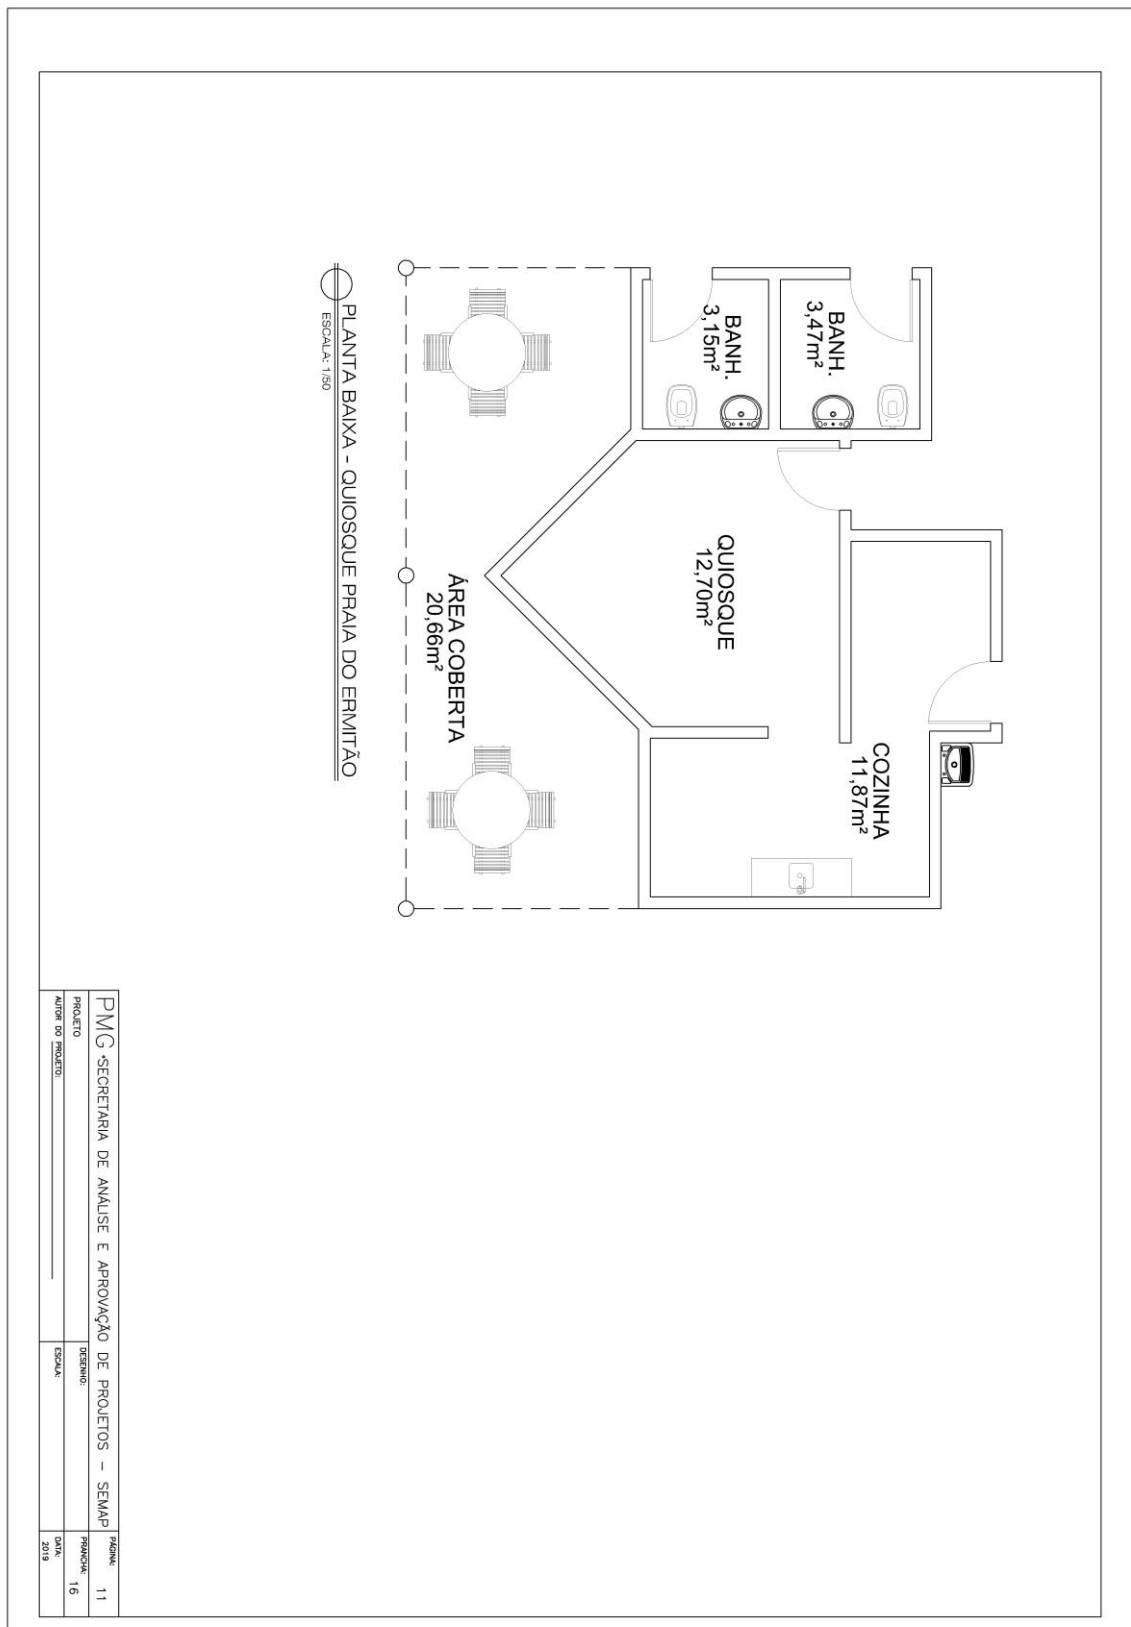 BANH.
3,15m²
BANH.
3,47m²
QUIOSQUE
12,70m²
COZINHA
11,87m²
ÁREA COBERTA
20,66m²
PLANTA BAIXA - QUIOSQUE PRAIA DO ERMITÃO
ESCALA: 1/50
PMG •SECRETARIA DE ANÁLISE E APROVAÇÃO DE PROJETOS - SEMAP
PÁGINA: 11
PROJETO
DESENHO:
PRANCHA: 16
AUTOR DO PROJETO:
ESCALA:
DATA:
2019